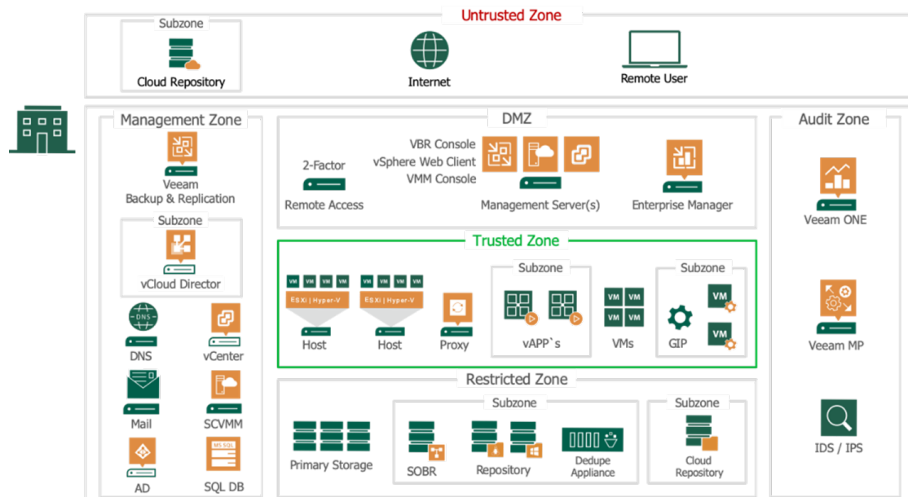 Untrusted Zone
Subzone
Cloud Repository
Internet
Remote User
Management Zone
Veeam
Backup & Replication
Subzone
vCloud Director
DNS
DNS
vCenter
Mail
SCVMM
AD
MS SQL
SQL DB
DMZ
2-Factor
Remote Access
VBR Console
vSphere Web Client
VMM Console
Management Server(s)
Enterprise Manager
Trusted Zone
VM VM VM VM
ESXi | Hyper-V
Host
VM VM VM VM
ESXi | Hyper-V
Host
Proxy
Subzone
vAPP`s
VM VM
VM VM
VMs
Subzone
GIP
VM
VM
Restricted Zone
Primary Storage
Subzone
SOBR
Repository
Dedupe
Appliance
Subzone
Cloud
Repository
Audit Zone
Veeam ONE
Veeam MP
IDS / IPS